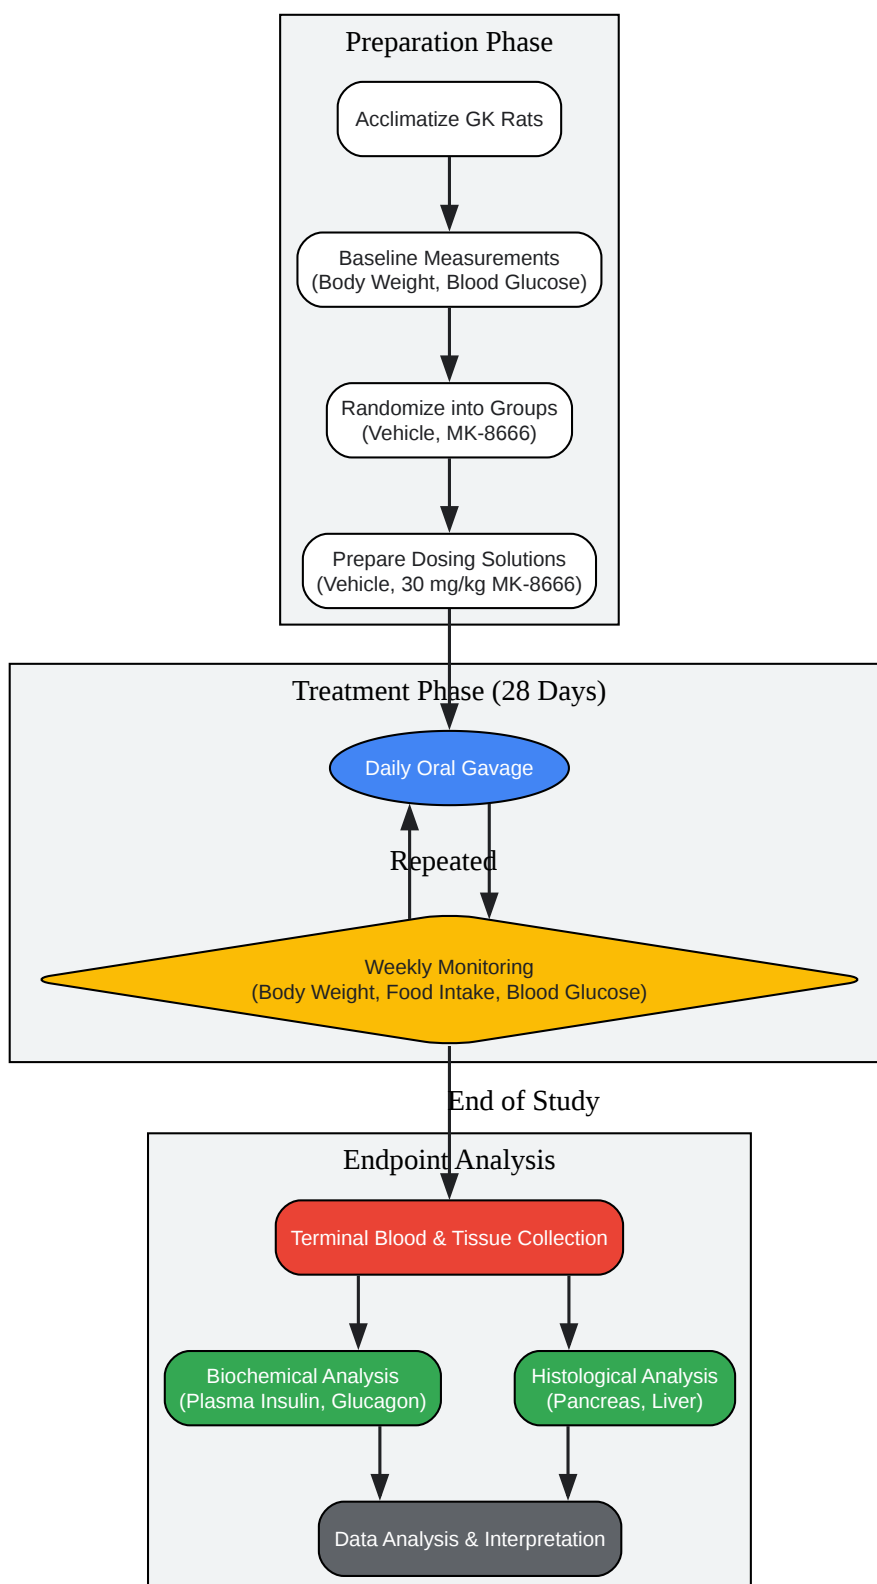 Preparation Phase
Acclimatize GK Rats
Baseline Measurements
(Body Weight, Blood Glucose)
Randomize into Groups
(Vehicle, MK-8666)
Prepare Dosing Solutions
(Vehicle, 30 mg/kg MK-8666)
Treatment Phase (28 Days)
Daily Oral Gavage
Repeated
Weekly Monitoring
(Body Weight, Food Intake, Blood Glucose)
End of Study
Endpoint Analysis
Terminal Blood & Tissue Collection
Biochemical Analysis
(Plasma Insulin, Glucagon)
Histological Analysis
(Pancreas, Liver)
Data Analysis & Interpretation